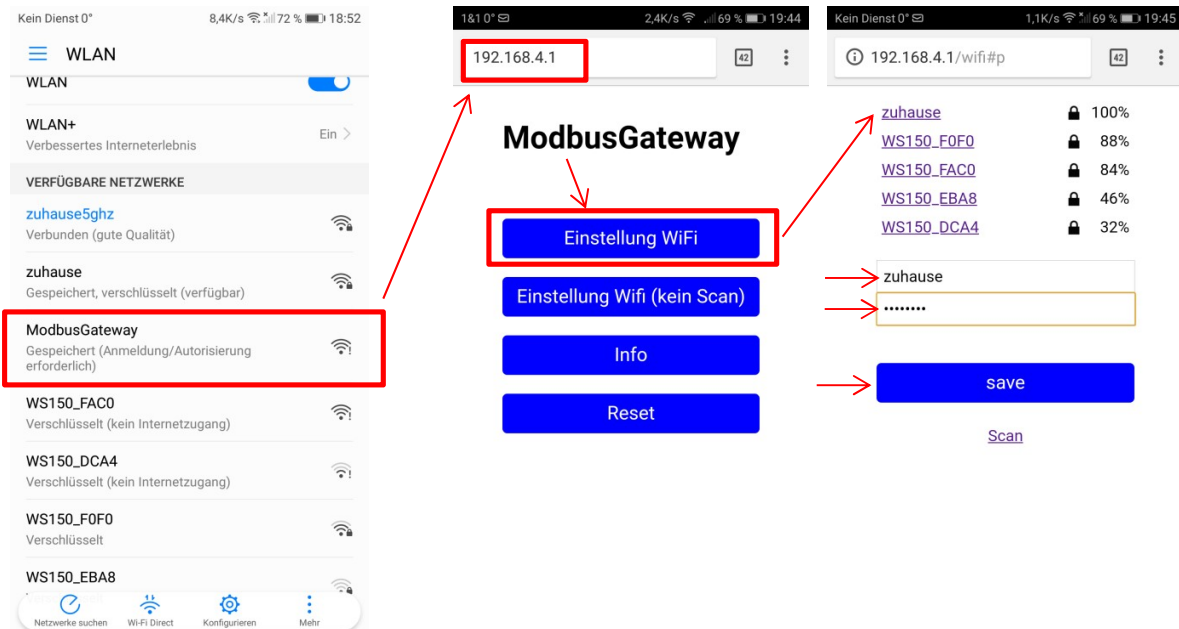 Kein Dienst 0° 8,4K/s 72 % 18:52
WLAN
WLAN
WLAN+
Verbessertes Interneterlebnis
Ein
VERFÜGBARE NETZWERKE
zuhause5ghz
Verbunden (gute Qualität)
zuhause
Gespeichert, verschlüsselt (verfügbar)
ModbusGateway
Gespeichert (Anmeldung/Autorisierung
erforderlich)
WS150_FAC0
Verschlüsselt (kein Internetzugang)
WS150_DCA4
Verschlüsselt (kein Internetzugang)
WS150_F0F0
Verschlüsselt
WS150_EBA8
Netzwerke suchen Wi-Fi Direct Konfigurieren Mehr
1&1 0° 2,4K/s 69 % 19:44
192.168.4.1 42
ModbusGateway
Einstellung WiFi
Einstellung Wifi (kein Scan)
Info
Reset
Kein Dienst 0° 1,1K/s 69 % 19:45
192.168.4.1/wifi#p 42
zuhause 100%
WS150_F0F0 88%
WS150_FAC0 84%
WS150_EBA8 46%
WS150_DCA4 32%
zuhause
••••••••
save
Scan